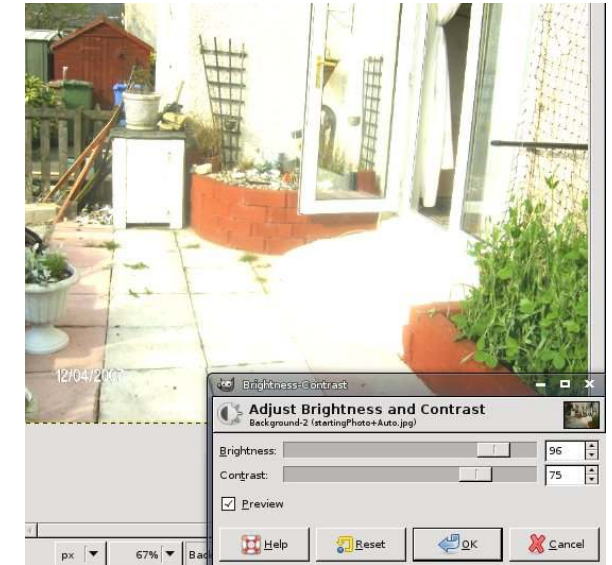 12/04/200
Brightness-Contrast
Adjust Brightness and Contrast
Background-2 (startingPhoto+Auto.jpg)
Brightness: 96
Contrast: 75
Preview
Help Reset OK Cancel
px 67% Bac